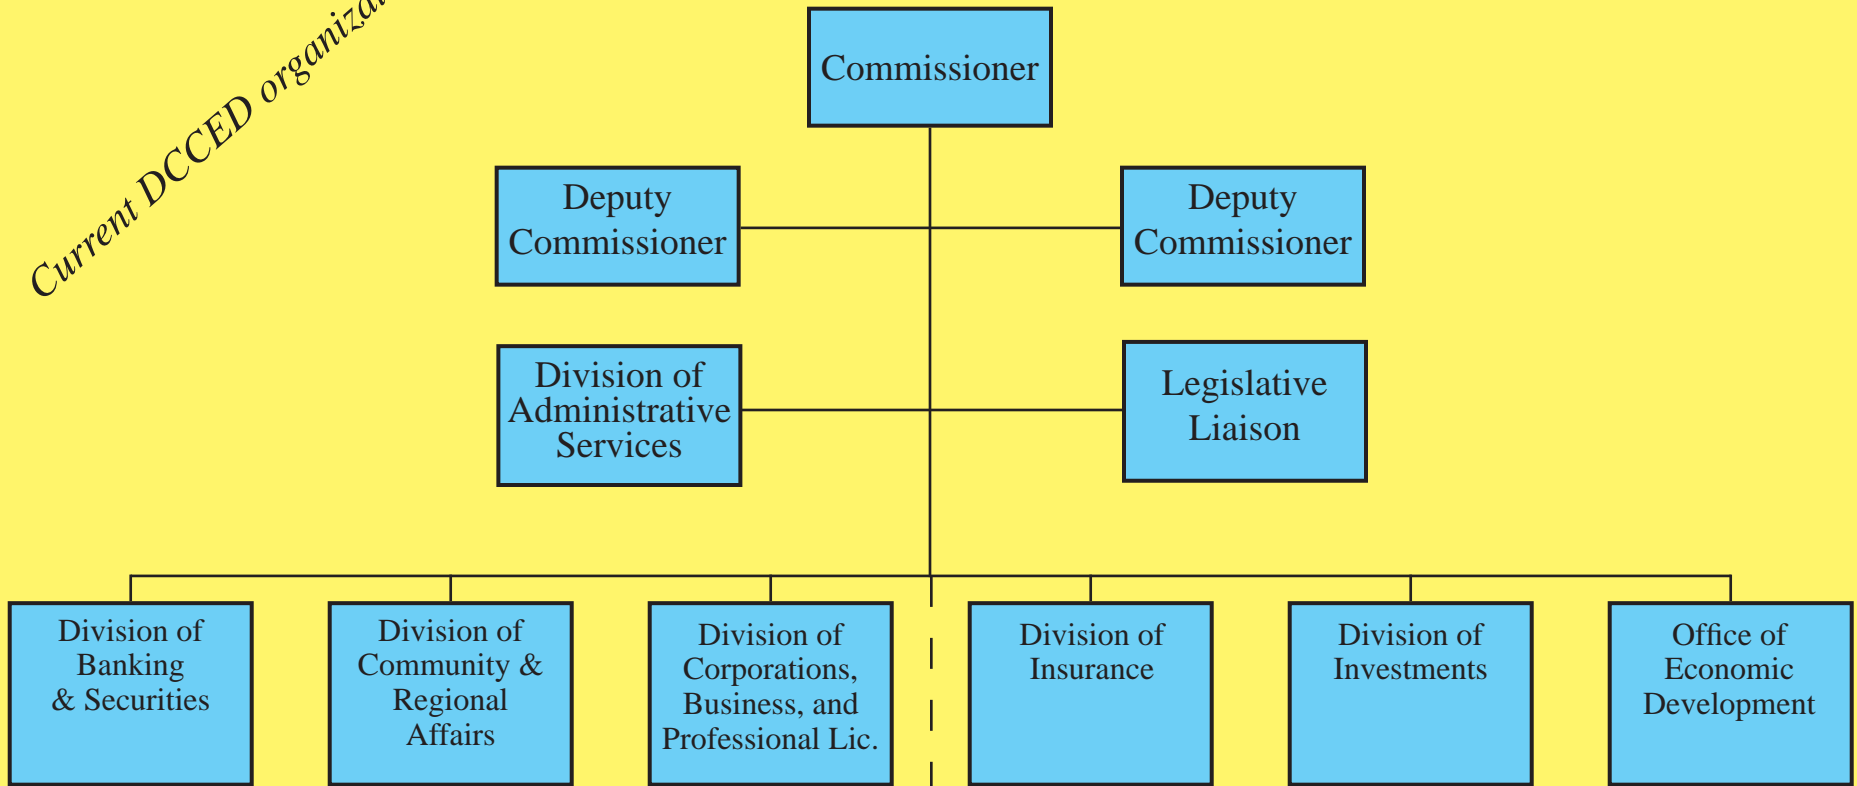 Current DCCED
Commissioner
Deputy
Commissioner
Deputy
Commissioner
Division of
Administrative
Services
Legislative
Liaison
Division of
Banking
& Securities
Division of
Community &
Regional
Affairs
Division of
Corporations,
Business, and
Professional Lic.
Division of
Insurance
Division of
Investments
Office of
Economic
Development